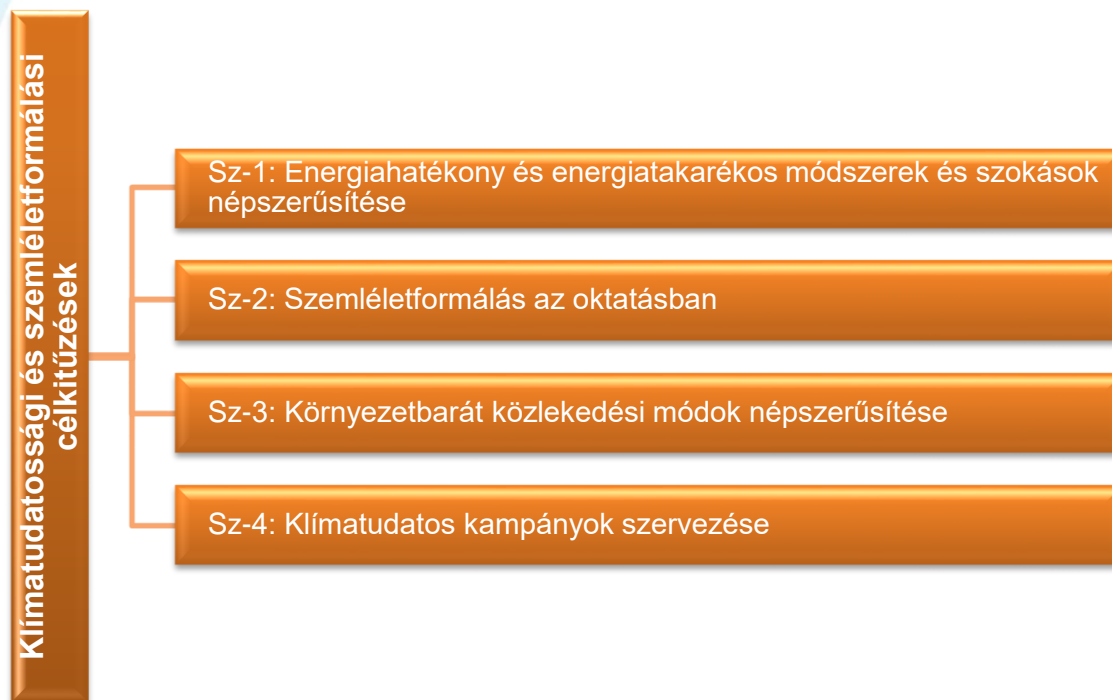 Klímatudatossági és szemléletformálási
célkitűzések
Sz-1: Energiahatékony és energiatakarékos módszerek és szokások
népszerűsítése
Sz-2: Szemléletformálás az oktatásban
Sz-3: Környezetbarát közlekedési módok népszerűsítése
Sz-4: Klímatudatos kampányok szervezése